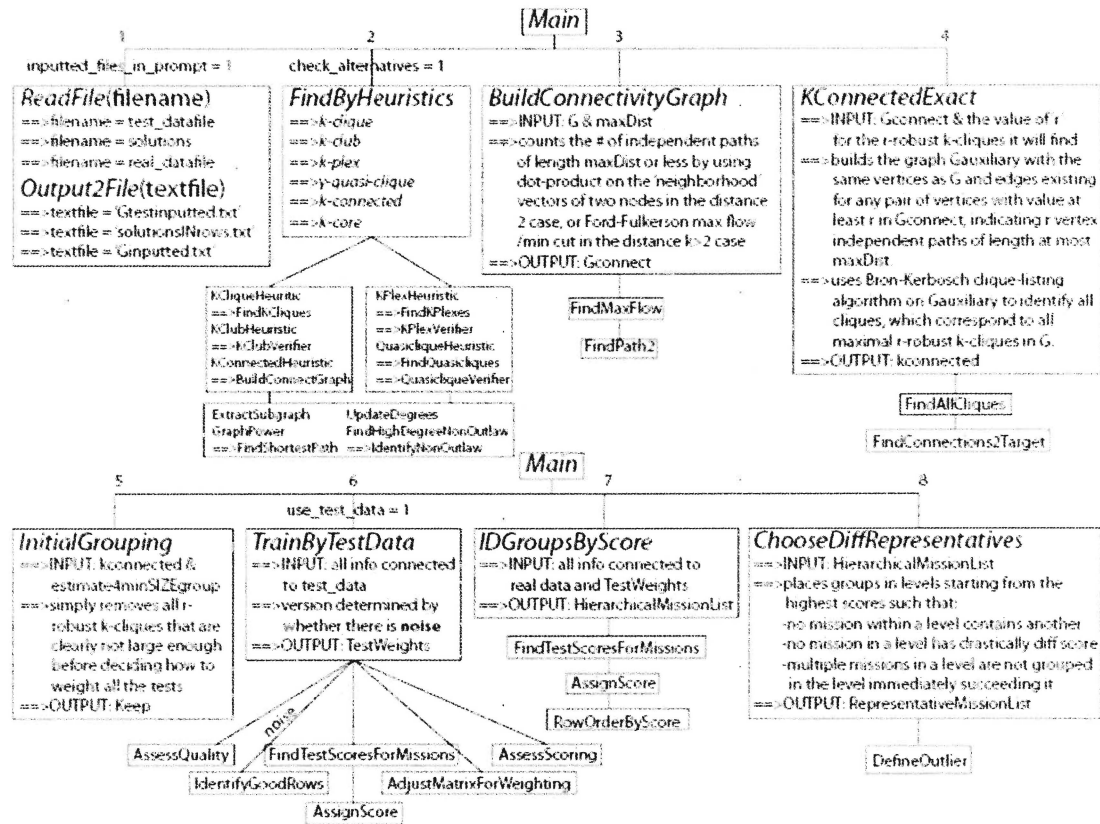 Main
1
2
3
4
inputted_files_in_prompt = 1
check_alternatives = 1
ReadFile(filename)
==>filename = test_datafile
==>filename = solutions
==>filename = real_datafile
Output2File(textfile)
==>textfile = 'Gtestinputted.txt'
==>textfile = 'solutionsINrows.txt'
==>textfile = 'Ginputted.txt'
FindByHeuristics
==>k-clique
==>k-club
==>k-plex
==>γ-quasi-clique
==>k-connected
==>k-core
KCliqueHeuritic
==>FindKCliques
KClubHeuristic
==>KClubVerifier
KConnectedHeuristic
==>BuildConnectGraph
KPlexHeuristic
==>FindKPlexes
==>KPlexVerifier
QuasicliqueHeuristic
==>FindQuasicliques
==>QuasicliqueVerifier
ExtractSubgraph
GraphPower
==>FindShortestPath
UpdateDegrees
FindHighDegreeNonOutlaw
==>IdentifyNonOutlaw
BuildConnectivityGraph
==>INPUT: G & maxDist
==>counts the # of independent paths
of length maxDist or less by using
dot-product on the 'neighborhood'
vectors of two nodes in the distance
2 case, or Ford-Fulkerson max flow
/min cut in the distance k>2 case
==>OUTPUT: Gconnect
FindMaxFlow
FindPath2
KConnectedExact
==>INPUT: Gconnect & the value of 'r'
for the r-robust k-cliques it will find
==>builds the graph Gauxiliary with the
same vertices as G and edges existing
for any pair of vertices with value at
least r in Gconnect, indicating r vertex
independent paths of length at most
maxDist.
==>uses Bron-Kerbosch clique-listing
algorithm on Gauxiliary to identify all
cliques, which correspond to all
maximal r-robust k-cliques in G.
==>OUTPUT: kconnected
FindAllCliques
FindConnections2Target
Main
5
6
7
8
use_test_data = 1
InitialGrouping
==>INPUT: kconnected &
estimate4minSIZEgroup
==>simply removes all r-
robust k-cliques that are
clearly not large enough
before deciding how to
weight all the tests
==>OUTPUT: Keep
TrainByTestData
==>INPUT: all info connected
to test_data
==>version determined by
whether there is noise
==>OUTPUT: TestWeights
noise
AssessQuality
IdentifyGoodRows
FindTestScoresForMissions
AssignScore
AdjustMatrixForWeighting
AssessScoring
IDGroupsByScore
==>INPUT: all info connected to
real data and TestWeights
==>OUTPUT: HierarchicalMissionList
FindTestScoresForMissions
AssignScore
RowOrderByScore
ChooseDiffRepresentatives
==>INPUT: HierarchicalMissionList
==>places groups in levels starting from the
highest scores such that:
-no mission within a level contains another
-no mission in a level has drastically diff score
-multiple missions in a level are not grouped
in the level immediately succeeding it
==>OUTPUT: RepresentativeMissionList
DefineOutlier